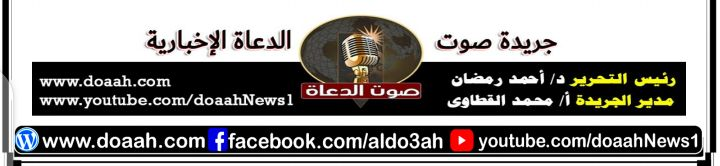 جريدة صوت الدعاة الإخبارية
صوت الدعاة
رئيس التحرير د/ أحمد رمضان
www.doaah.com
مدير الجريدة أ/ محمد القطاوى
www.youtube.com/doaahNews1
www.doaah.com facebook.com/aldo3ah youtube.com/doaahNews1